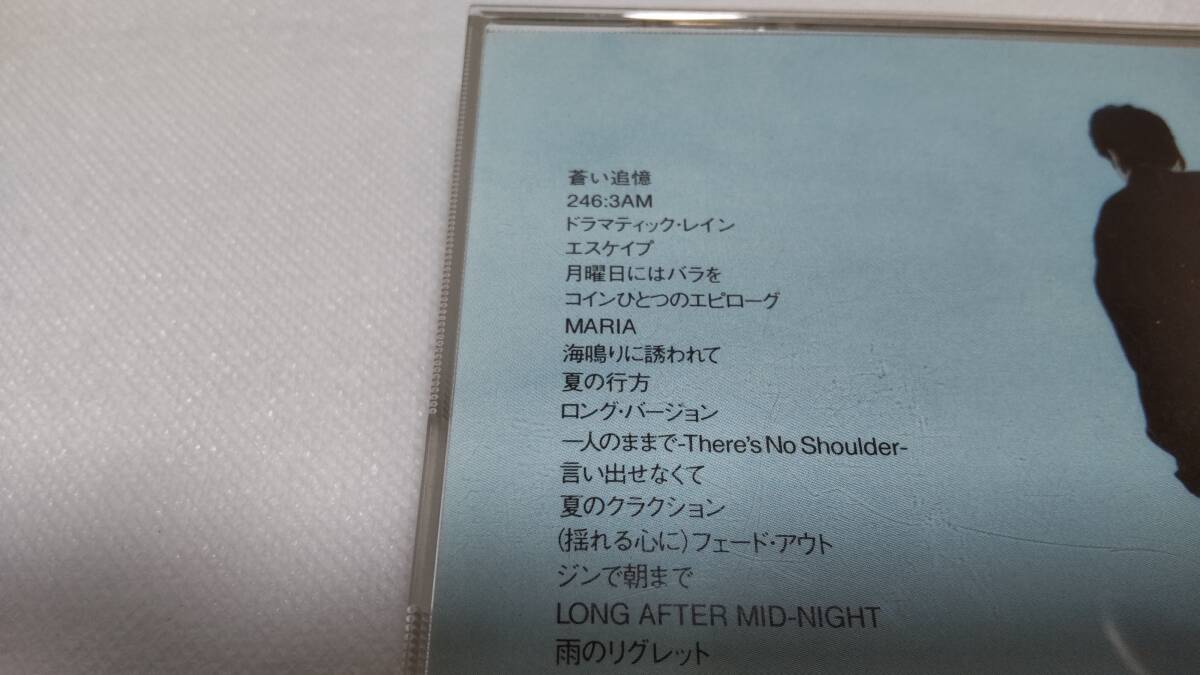 蒼い追憶
246:3AM
ドラマティック・レイン
エスケイプ
月曜日にはバラを
コインひとつのエピローグ
MARIA
海鳴りに誘われて
夏の行方
ロング・バージョン
一人のままで-There's No Shoulder-
言い出せなくて
夏のクラクション
(揺れる心に)フェード・アウト
ジンで朝まで
LONG AFTER MID-NIGHT
雨のリグレット